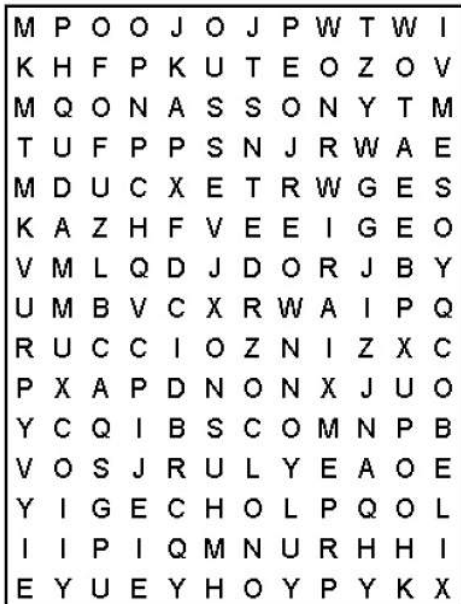 M P O O J O J P W T W I
K H F P K U T E O Z O V
M Q O N A S S O N Y T M
T U F P P S N J R W A E
M D U C X E T R W G E S
K A Z H F V E E I G E O
V M L Q D J D O R J B Y
U M B V C X R W A I P Q
R U C C I O Z N I Z X C
P X A P D N O N X J U O
Y C Q I B S C O M N P B
V O S J R U L Y E A O E
Y I G E C H O L P Q O L
I I P I Q M N U R H H I
E Y U E Y H O Y P Y K X